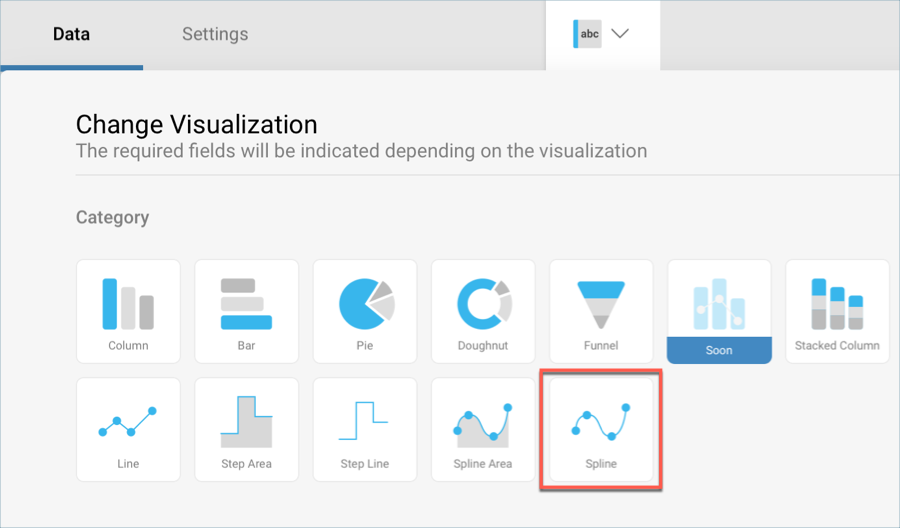 Data Settings abc
Change Visualization
The required fields will be indicated depending on the visualization
Category
Column Bar Pie Doughnut Funnel Soon Stacked Column
Line Step Area Step Line Spline Area Spline